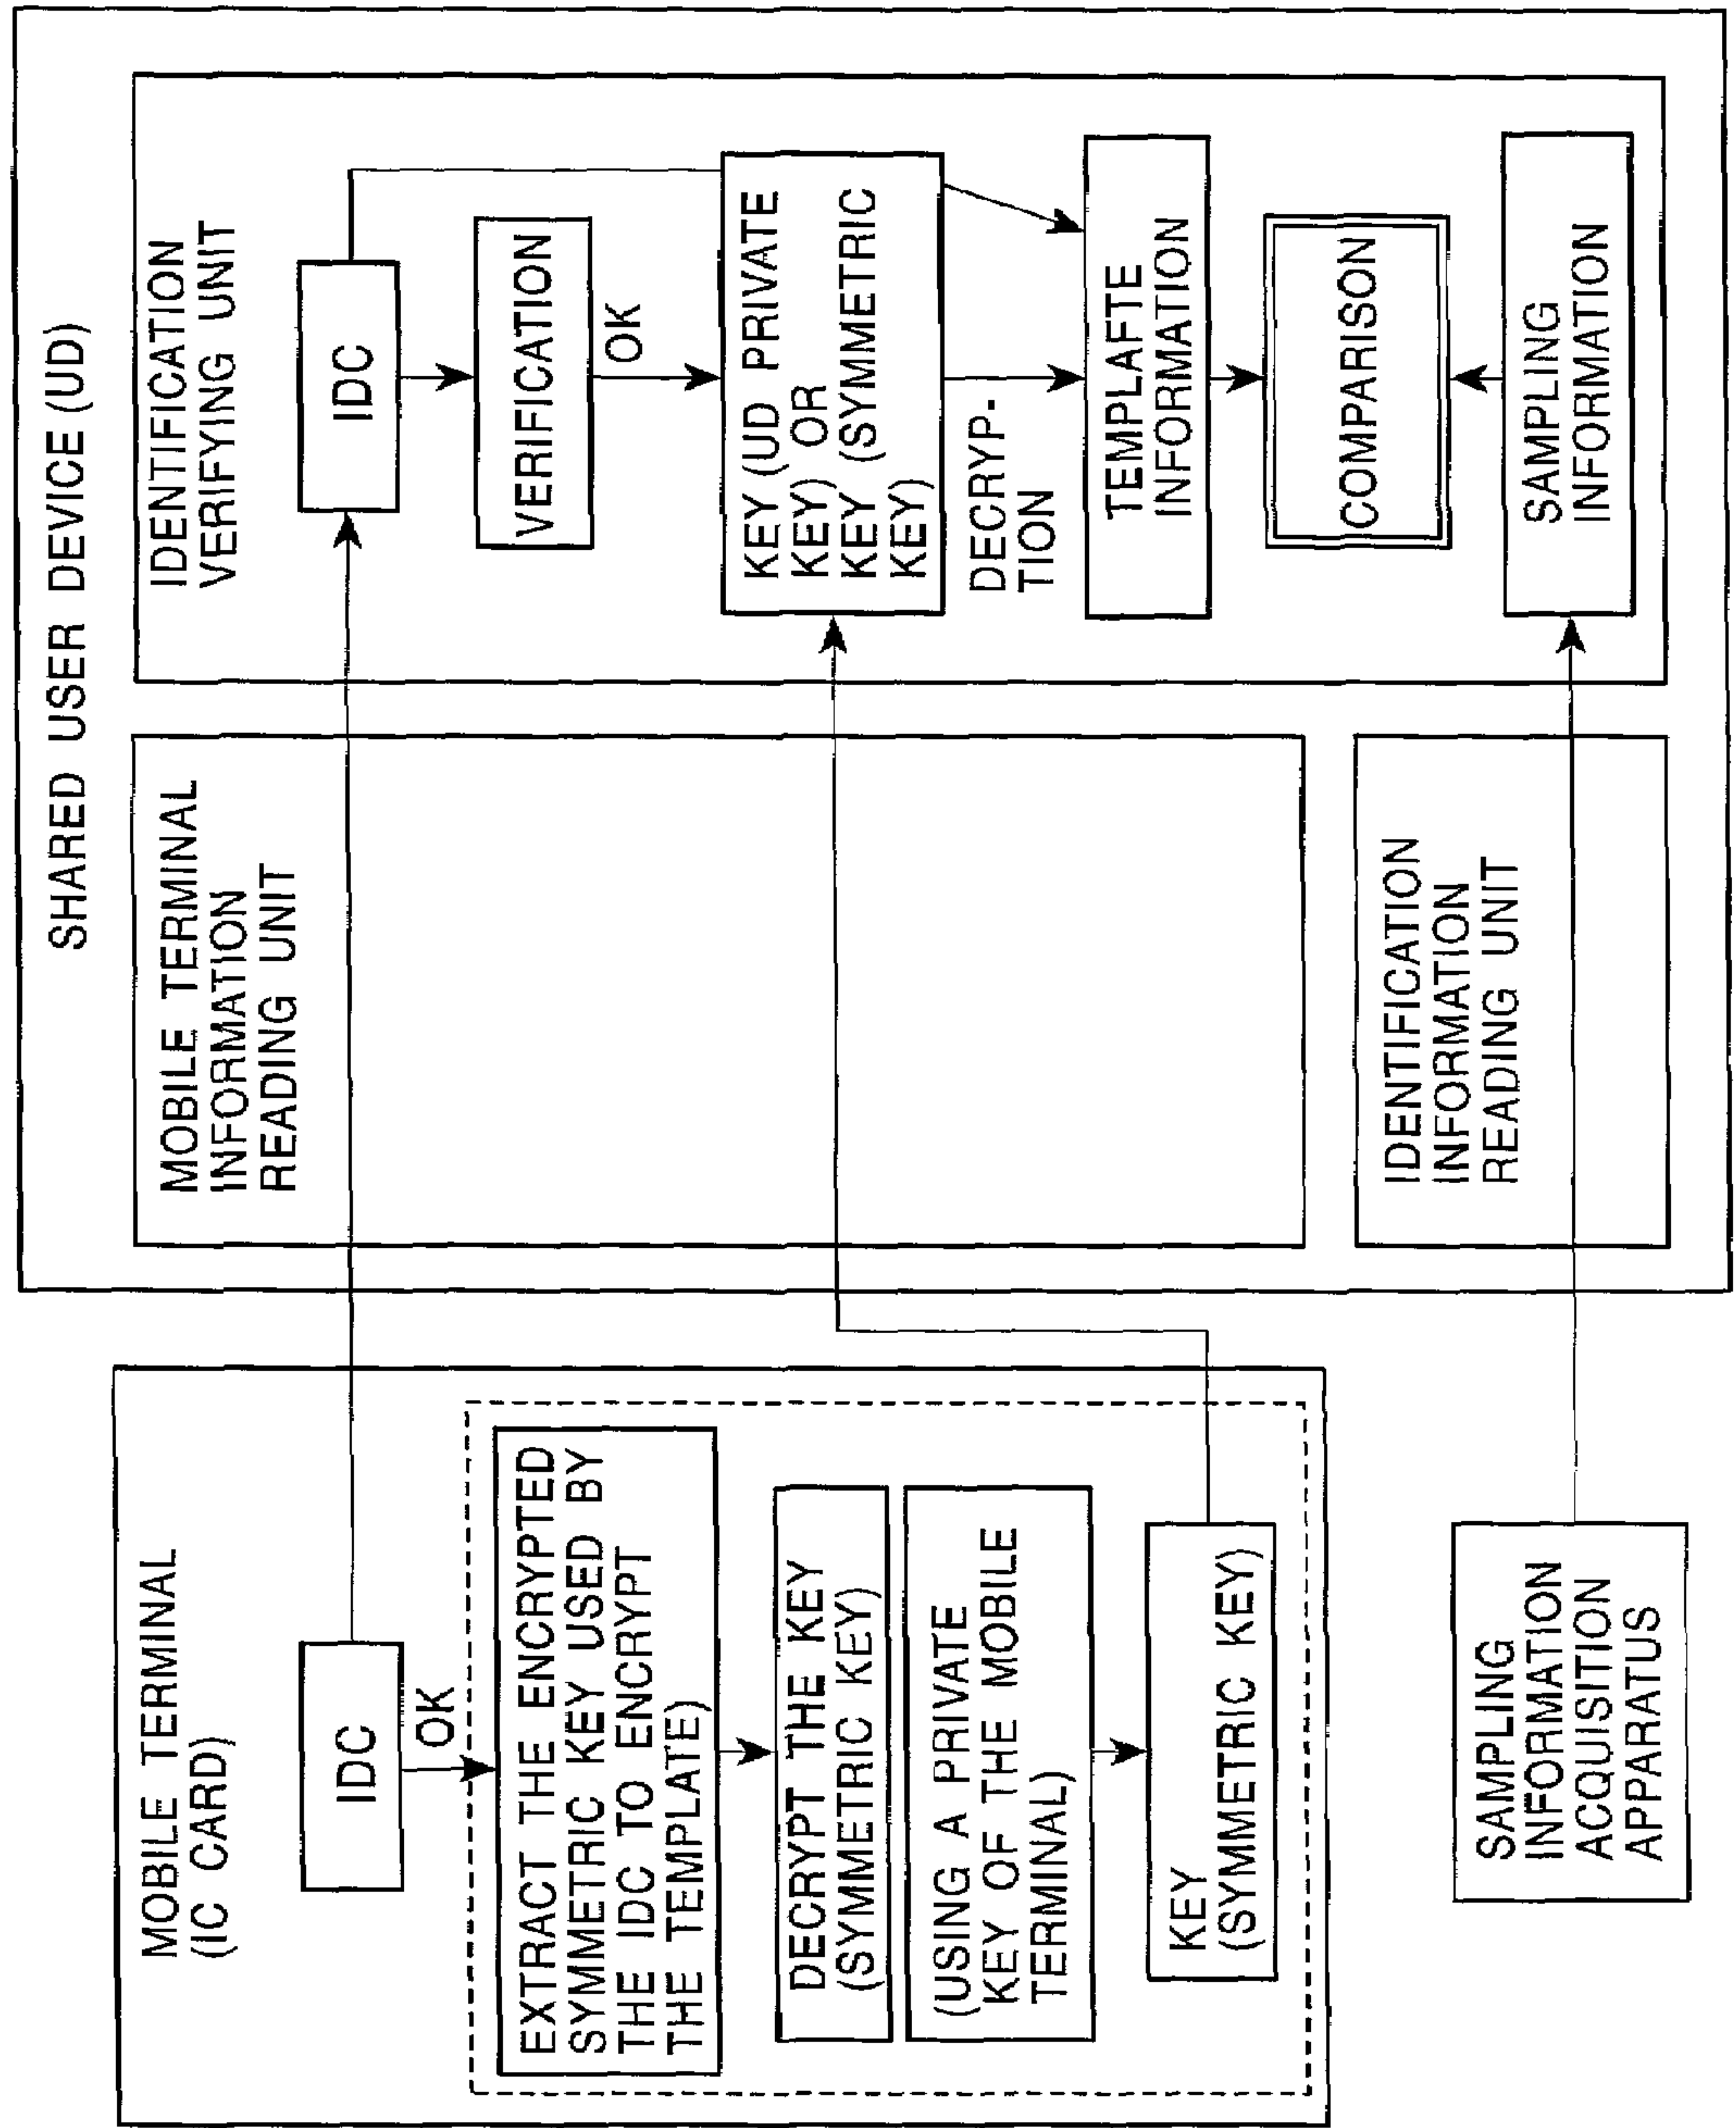 SHARED USER DEVICE (UD)
MOBILE TERMINAL
(IC CARD)
IDC
OK
EXTRACT THE ENCRYPTED
SYMMETRIC KEY USED BY
THE IDC TO ENCRYPT
THE TEMPLATE)
DECRYPT THE KEY
(SYMMETRIC KEY)
(USING A PRIVATE
KEY OF THE MOBILE
TERMINAL)
KEY
(SYMMETRIC KEY)
SAMPLING
INFORMATION
ACQUISITION
APPARATUS
MOBILE TERMINAL
INFORMATION
READING UNIT
IDENTIFICATION
INFORMATION
READING UNIT
IDENTIFICATION
VERIFYING UNIT
IDC
VERIFICATION
OK
KEY (UD PRIVATE
KEY) OR
KEY (SYMMETRIC
KEY)
DECRYP-
TION
TEMPLAFTE
INFORMATION
COMPARISON
SAMPLING
INFORMATION